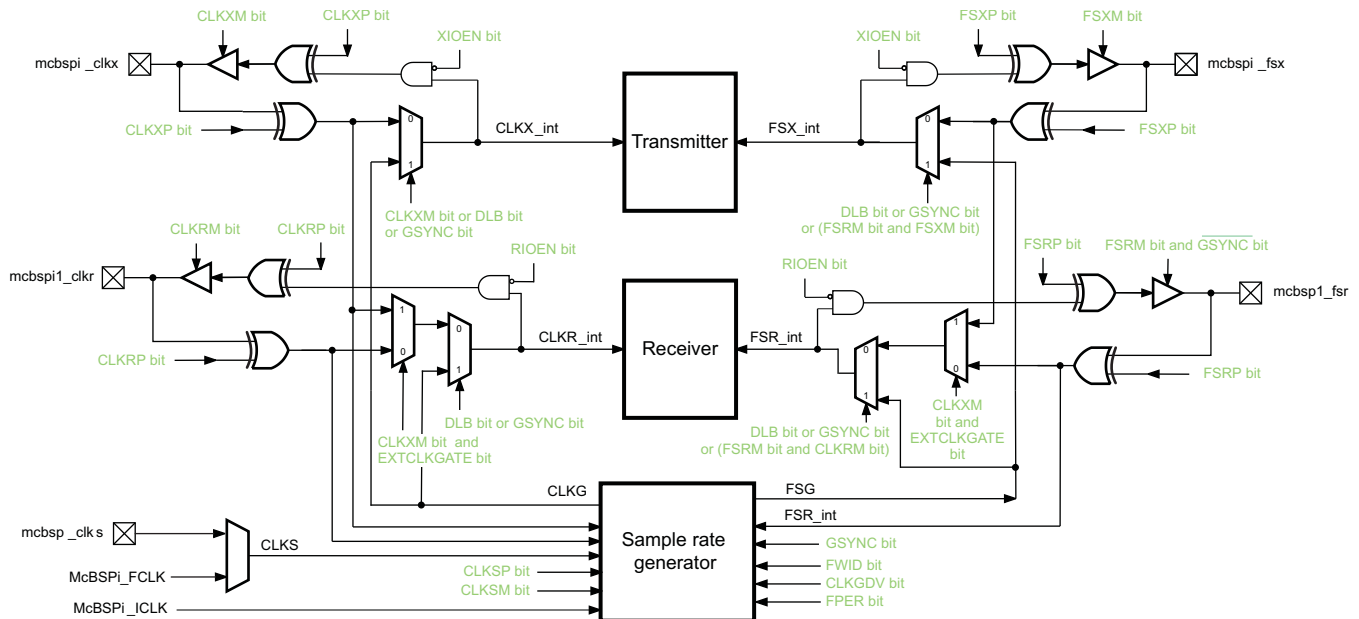 CLKXM bit
CLKXP bit
XIOEN bit
XIOEN bit
FSXP bit
FSXM bit
mcbspi _clkx
mcbspi _fsx
CLKXP bit
0
1
CLKX_int
Transmitter
FSX_int
0
1
FSXP bit
CLKXM bit or DLB bit
or GSYNC bit
DLB bit or GSYNC bit
or (FSRM bit and FSXM bit)
CLKRM bit
CLKRP bit
RIOEN bit
RIOEN bit
FSRP bit
FSRM bit and GSYNC bit
mcbspi1_clkr
mcbsp1_fsr
CLKRP bit
1
0
0
1
CLKR_int
Receiver
FSR_int
0
1
1
0
FSRP bit
DLB bit or GSYNC bit
CLKXM bit and
EXTCLKGATE bit
DLB bit or GSYNC bit
or (FSRM bit and CLKRM bit)
CLKXM
bit and
EXTCLKGATE
bit
CLKG
FSG
FSR_int
mcbsp _clk s
CLKS
Sample rate
generator
GSYNC bit
McBSPi_FCLK
CLKSP bit
FWID bit
CLKSM bit
CLKGDV bit
McBSPi _ICLK
FPER bit